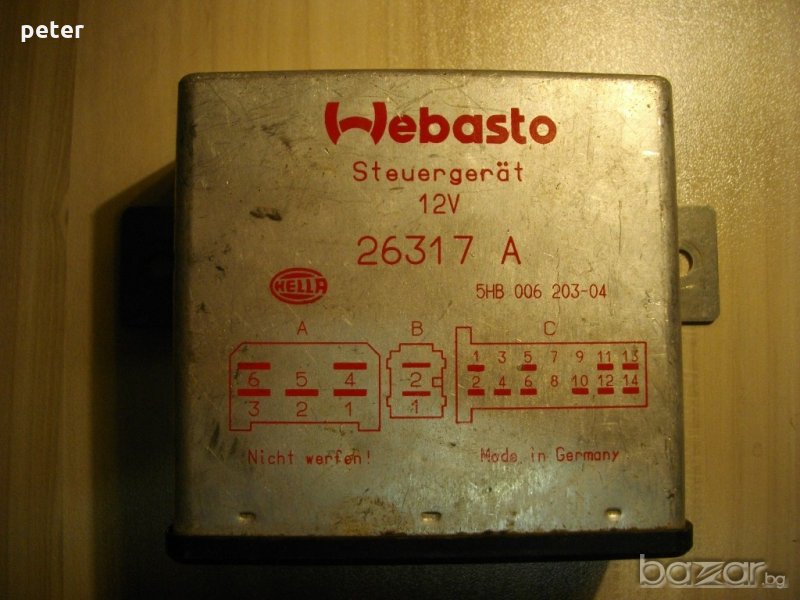 peter
Webasto
Steuergerät
12V
26317 A
HELLA
5HB 006 203-04
A B C
1 4 5 7 9 11 13
6 5 4 2 2 4 6 8 10 12 14
3 2 1 1
Nicht werfen!
Made in Germany
bazar.bg